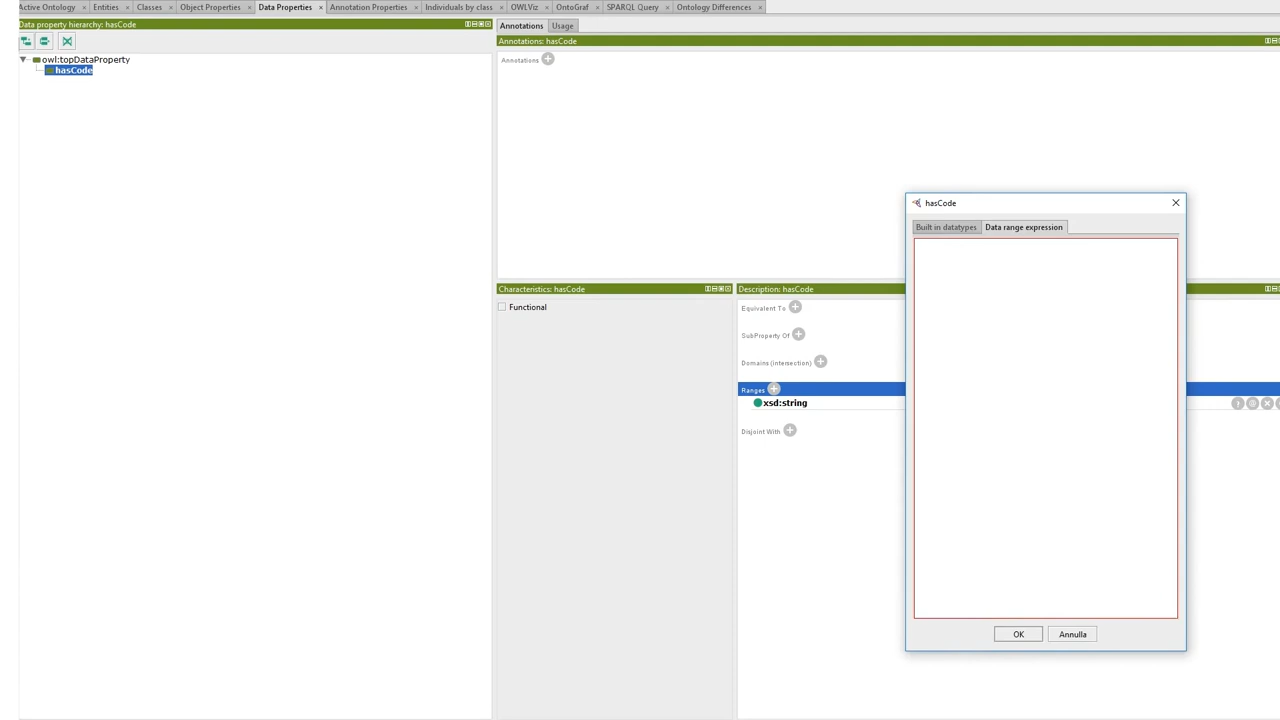 Active Ontology × Entities × Classes × Object Properties × Data Properties × Annotation Properties × Individuals by class × OWLViz × OntoGraf × SPARQL Query × Ontology Differences ×
Data property hierarchy: hasCode
owl:topDataProperty
hasCode
Annotations Usage
Annotations: hasCode
Annotations
Characteristics: hasCode
Functional
Description: hasCode
Equivalent To
SubProperty Of
Domains (intersection)
Ranges
xsd:string
Disjoint With
hasCode
Built in datatypes Data range expression
OK Annulla